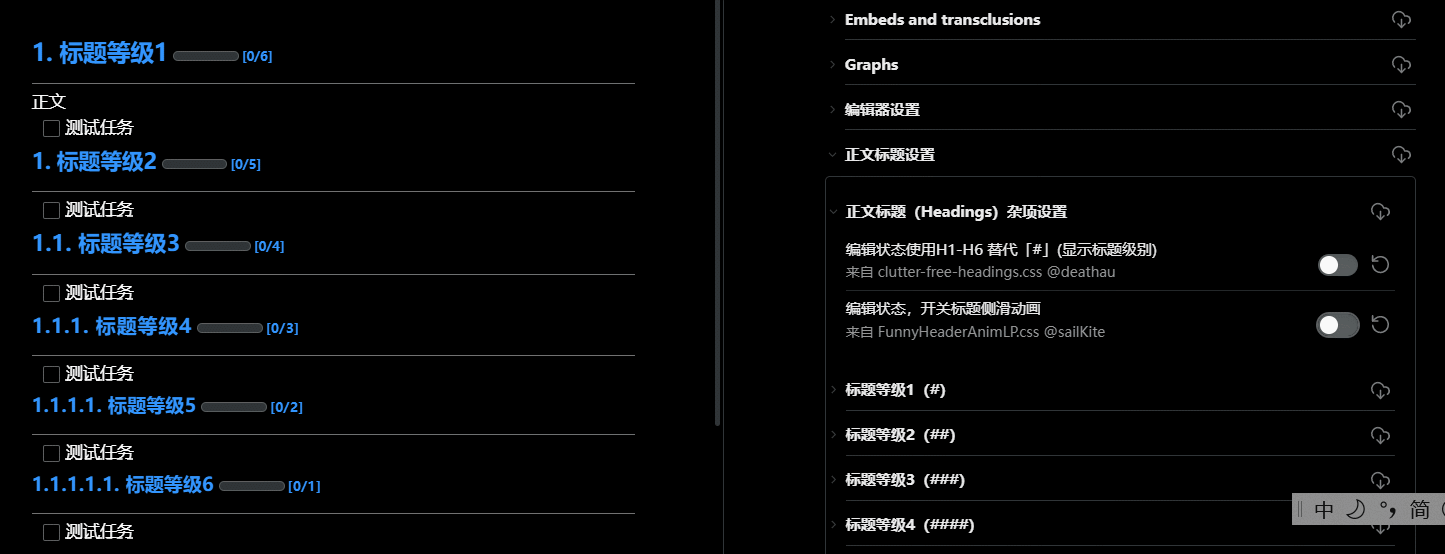 1. 标题等级1 [0/6]
正文
测试任务
1. 标题等级2 [0/5]
测试任务
1.1. 标题等级3 [0/4]
测试任务
1.1.1. 标题等级4 [0/3]
测试任务
1.1.1.1. 标题等级5 [0/2]
测试任务
1.1.1.1.1. 标题等级6 [0/1]
测试任务
Embeds and transclusions
Graphs
编辑器设置
正文标题设置
正文标题（Headings）杂项设置
编辑状态使用H1-H6 替代「#」(显示标题级别)
来自 clutter-free-headings.css @deathau
编辑状态，开关标题侧滑动画
来自 FunnyHeaderAnimLP.css @sailKite
标题等级1（#）
标题等级2（##）
标题等级3（###）
标题等级4（####）
中 °, 简